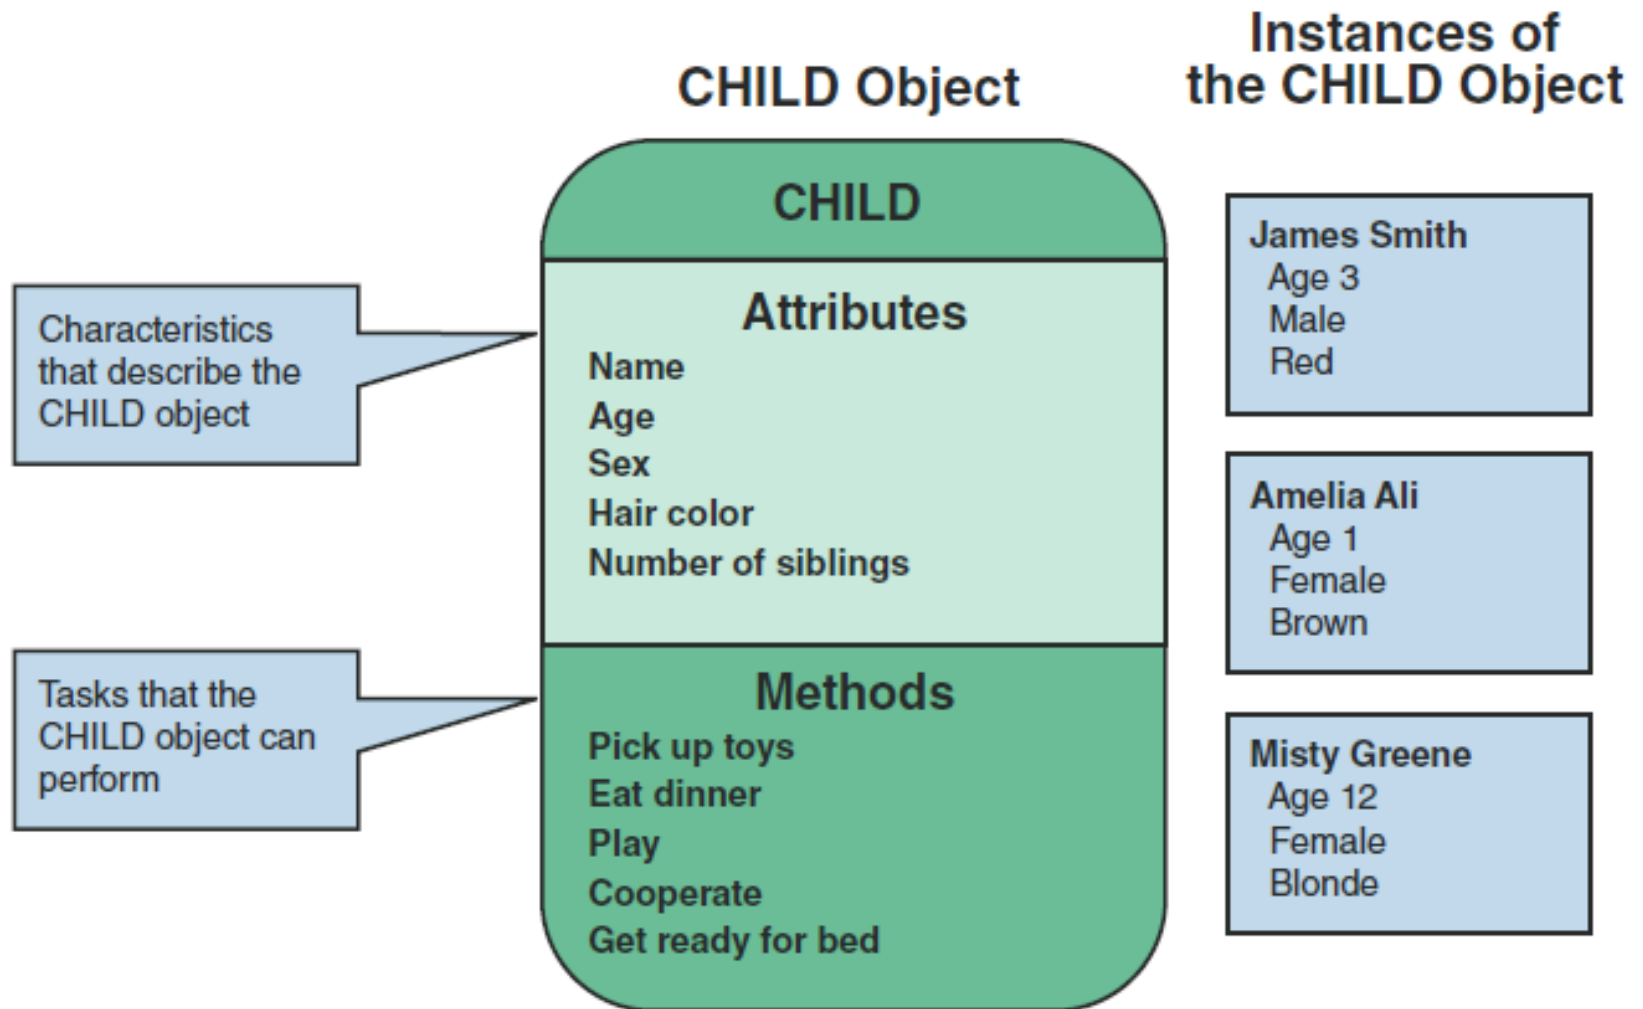 CHILD Object
Instances of
the CHILD Object
CHILD
Attributes
Name
Age
Sex
Hair color
Number of siblings
Methods
Pick up toys
Eat dinner
Play
Cooperate
Get ready for bed
Characteristics
that describe the
CHILD object
Tasks that the
CHILD object can
perform
James Smith
Age 3
Male
Red
Amelia Ali
Age 1
Female
Brown
Misty Greene
Age 12
Female
Blonde